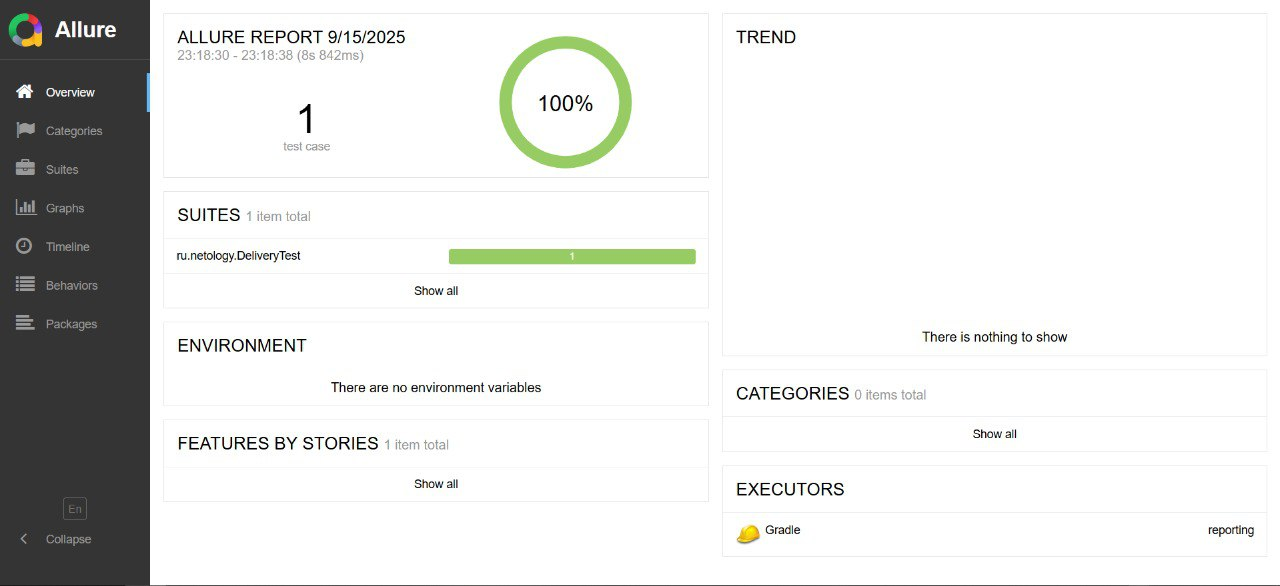 Allure
Overview
Categories
Suites
Graphs
Timeline
Behaviors
Packages
En
Collapse
ALLURE REPORT 9/15/2025
23:18:30 - 23:18:38 (8s 842ms)
1
test case
100%
SUITES 1 item total
ru.netology.DeliveryTest 1
Show all
ENVIRONMENT
There are no environment variables
FEATURES BY STORIES 1 item total
Show all
TREND
There is nothing to show
CATEGORIES 0 items total
Show all
EXECUTORS
Gradle reporting